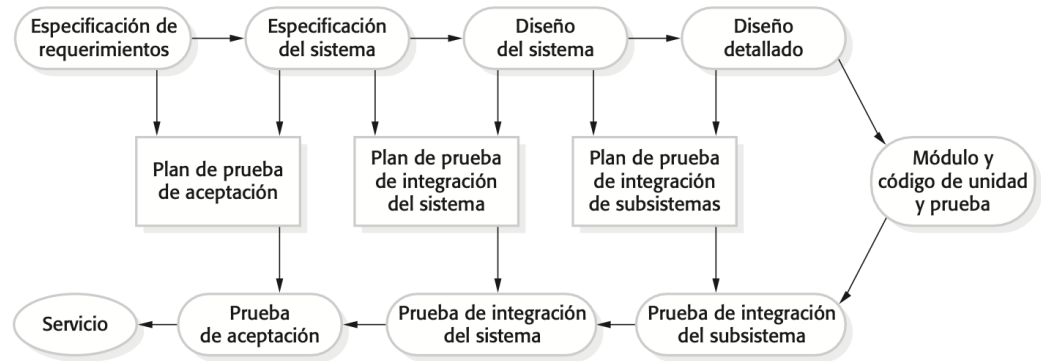 Especificación de
requerimientos
Especificación
del sistema
Diseño
del sistema
Diseño
detallado
Plan de prueba
de aceptación
Plan de prueba
de integración
del sistema
Plan de prueba
de integración
de subsistemas
Módulo y
código de unidad
y prueba
Servicio
Prueba
de aceptación
Prueba de integración
del sistema
Prueba de integración
del subsistema